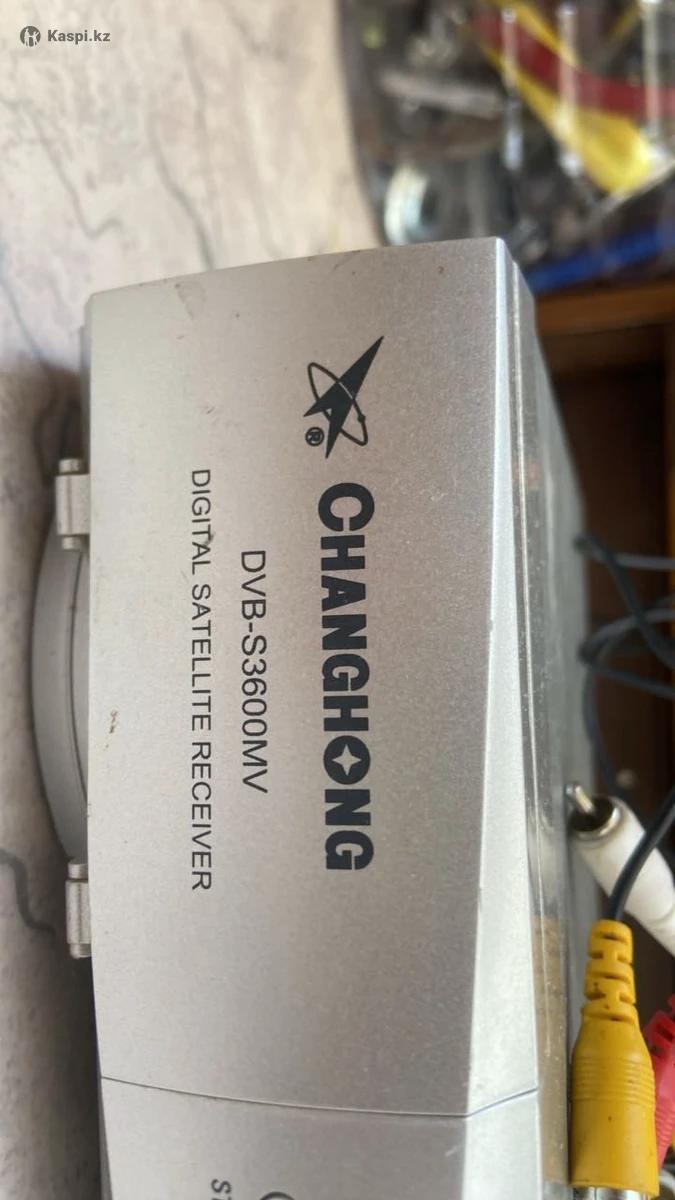 Kaspi.kz
CHANGHONG
®
DVB-S3600MV
DIGITAL SATELLITE RECEIVER